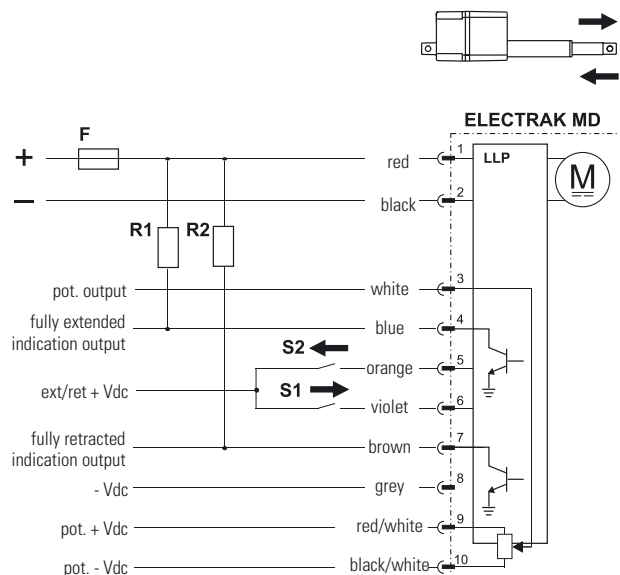 ELECTRAK MD
F
+
red
1
LLP
M
−
black
2
R1
R2
pot. output
white
3
fully extended
indication output
blue
4
S2
orange
5
ext/ret + Vdc
S1
violet
6
fully retracted
indication output
brown
7
- Vdc
grey
8
pot. + Vdc
red/white
9
pot. - Vdc
black/white
10